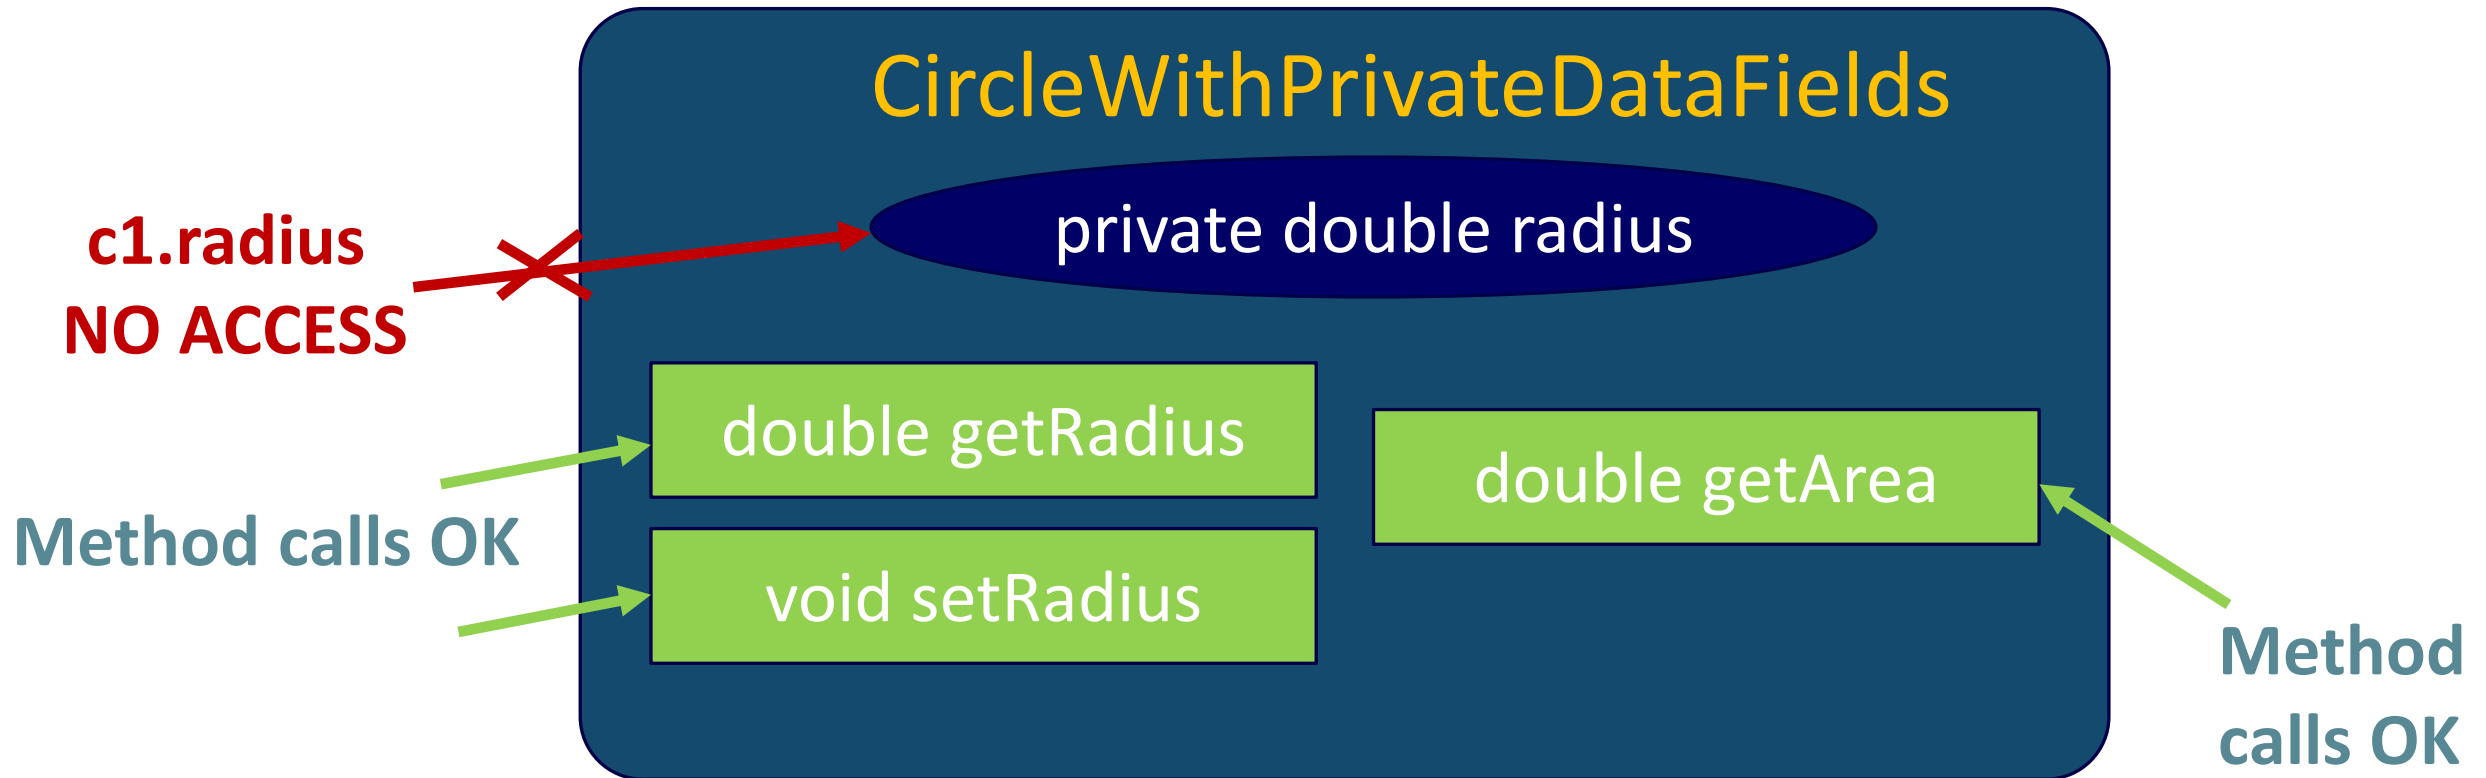 CircleWithPrivateDataFields
private double radius
c1.radius
NO ACCESS
double getRadius
double getArea
Method calls OK
void setRadius
Method
calls OK